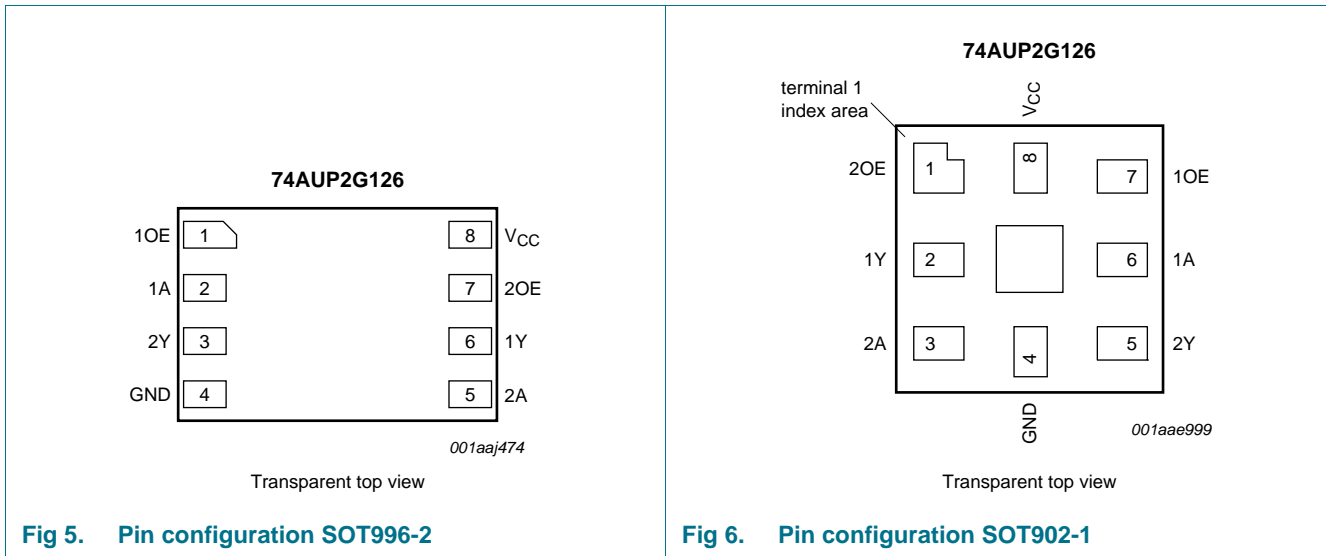 74AUP2G126
1OE 1 8 VCC
1A 2 7 2OE
2Y 3 6 1Y
GND 4 5 2A
001aaj474
Transparent top view
Fig 5. Pin configuration SOT996-2
74AUP2G126
terminal 1
index area
VCC
2OE 1 8 7 1OE
1Y 2 6 1A
2A 3 4 5 2Y
GND
001aae999
Transparent top view
Fig 6. Pin configuration SOT902-1